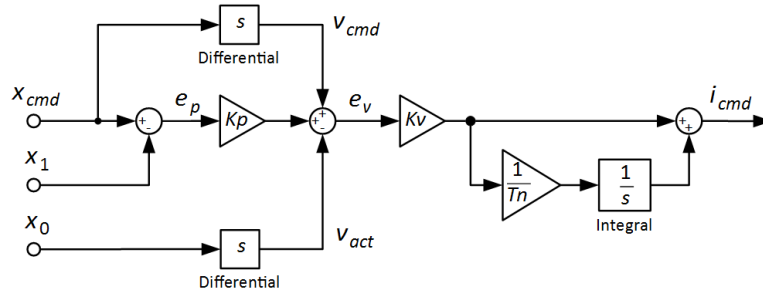 s
v_cmd
Differential
x_cmd
e_p
e_v
i_cmd
+
-
Kp
+
+
-
Kv
+
+
x_1
1
Tn
1
s
Integral
x_0
s
v_act
Differential